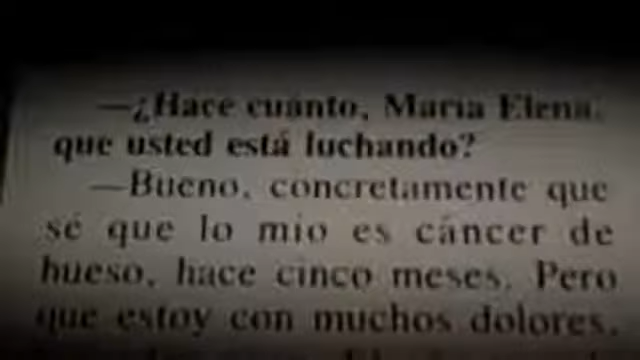 —¿Hace cuánto, María Elena,
que usted está luchando?
—Bueno, concretamente que
sé que lo mío es cáncer de
hueso, hace cinco meses. Pero
que estoy con muchos dolores,